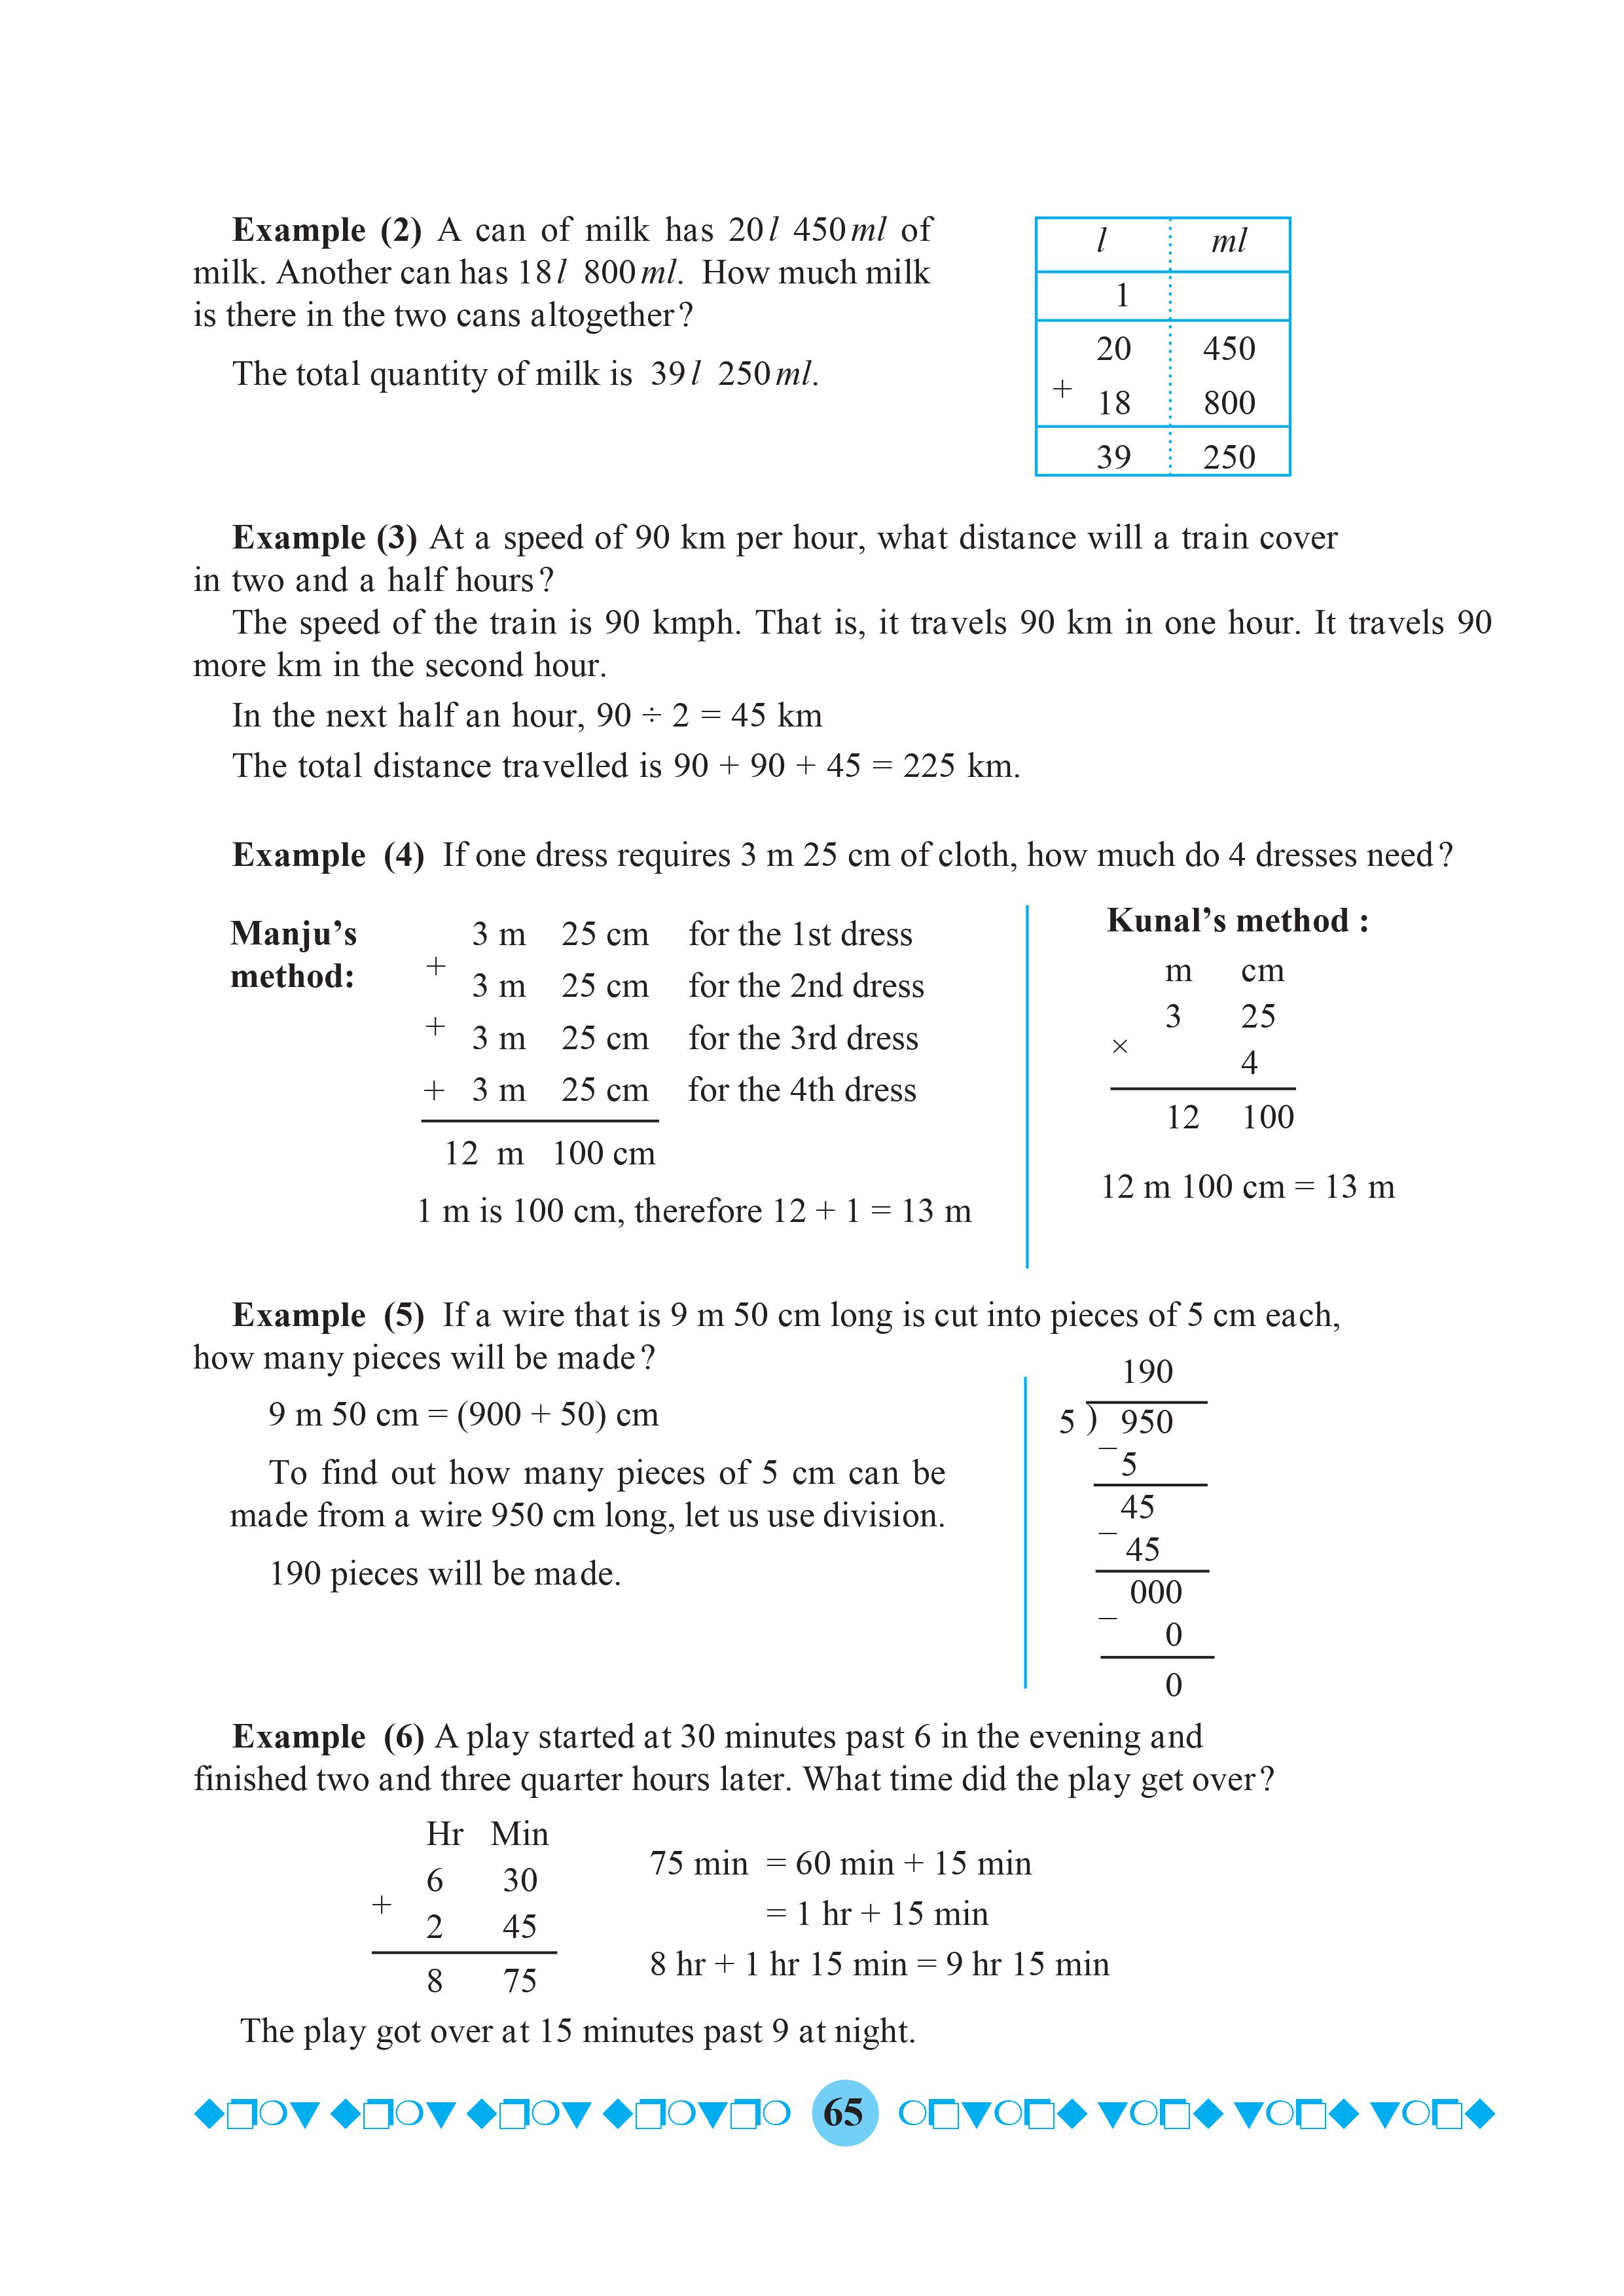 Example (2) A can of milk has 20l 450ml of
milk. Another can has 18l 800ml. How much milk
is there in the two cans altogether?
The total quantity of milk is 39l 250ml.
l ml
1
20 450
+
18 800
39 250
Example (3) At a speed of 90 km per hour, what distance will a train cover
in two and a half hours?
The speed of the train is 90 kmph. That is, it travels 90 km in one hour. It travels 90
more km in the second hour.
In the next half an hour, 90 ÷ 2 = 45 km
The total distance travelled is 90 + 90 + 45 = 225 km.
Example (4) If one dress requires 3 m 25 cm of cloth, how much do 4 dresses need?
Manju's
method:
3 m 25 cm for the 1st dress
+
3 m 25 cm for the 2nd dress
+
3 m 25 cm for the 3rd dress
+ 3 m 25 cm for the 4th dress
12 m 100 cm
1 m is 100 cm, therefore 12 + 1 = 13 m
Kunal's method :
m cm
3 25
×
4
12 100
12 m 100 cm = 13 m
Example (5) If a wire that is 9 m 50 cm long is cut into pieces of 5 cm each,
how many pieces will be made?
9 m 50 cm = (900 + 50) cm
To find out how many pieces of 5 cm can be
made from a wire 950 cm long, let us use division.
190 pieces will be made.
190
5 ) 950
–
5
45
–
45
000
–
0
0
Example (6) A play started at 30 minutes past 6 in the evening and
finished two and three quarter hours later. What time did the play get over?
Hr Min
6 30
+
2 45
8 75
75 min = 60 min + 15 min
= 1 hr + 15 min
8 hr + 1 hr 15 min = 9 hr 15 min
The play got over at 15 minutes past 9 at night.
65